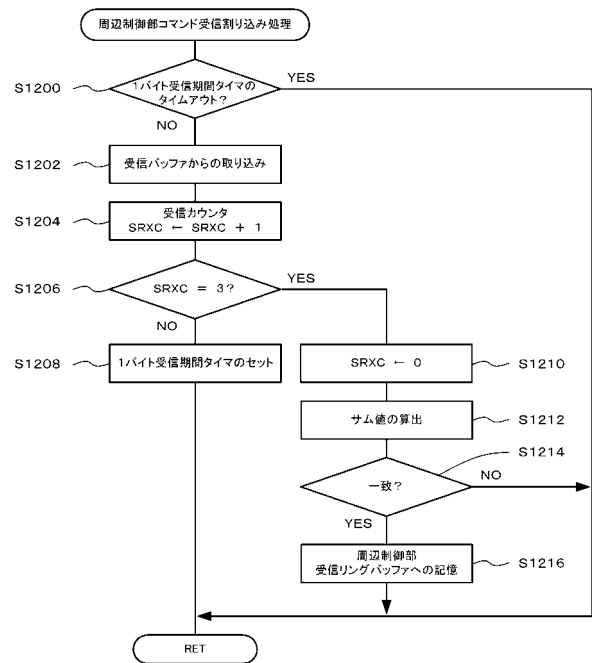 周辺制御部コマンド受信割り込み処理
S1200
1バイト受信期間タイマの
タイムアウト?
YES
NO
S1202
受信バッファからの取り込み
S1204
受信カウンタ
SRXC ← SRXC + 1
S1206
SRXC = 3?
YES
NO
S1208
1バイト受信期間タイマのセット
SRXC ← 0
S1210
サム値の算出
S1212
S1214
一致?
NO
YES
周辺制御部
受信リングバッファへの記憶
S1216
RET